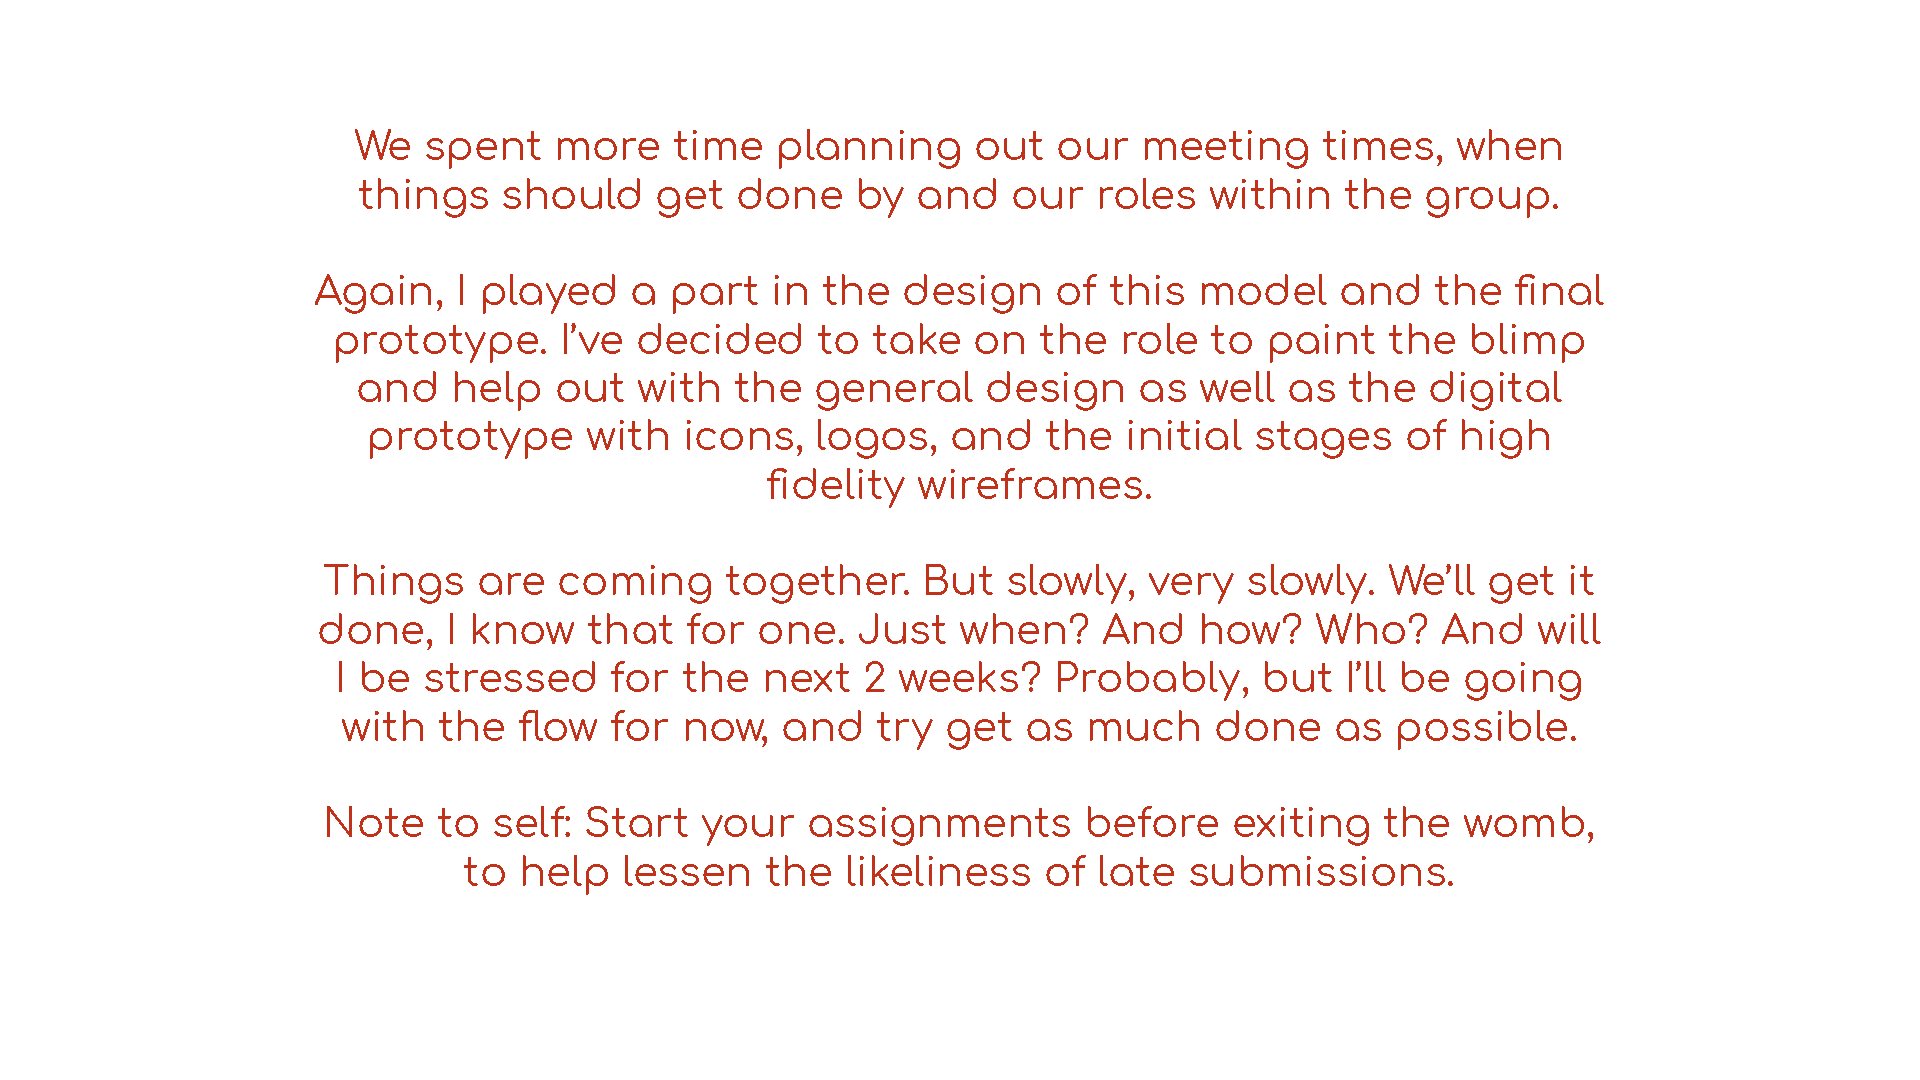 We spent more time planning out our meeting times, when
things should get done by and our roles within the group.
Again, I played a part in the design of this model and the final
prototype. I’ve decided to take on the role to paint the blimp
and help out with the general design as well as the digital
prototype with icons, logos, and the initial stages of high
fidelity wireframes.
Things are coming together. But slowly, very slowly. We’ll get it
done, I know that for one. Just when? And how? Who? And will
I be stressed for the next 2 weeks? Probably, but I’ll be going
with the flow for now, and try get as much done as possible.
Note to self: Start your assignments before exiting the womb,
to help lessen the likeliness of late submissions.